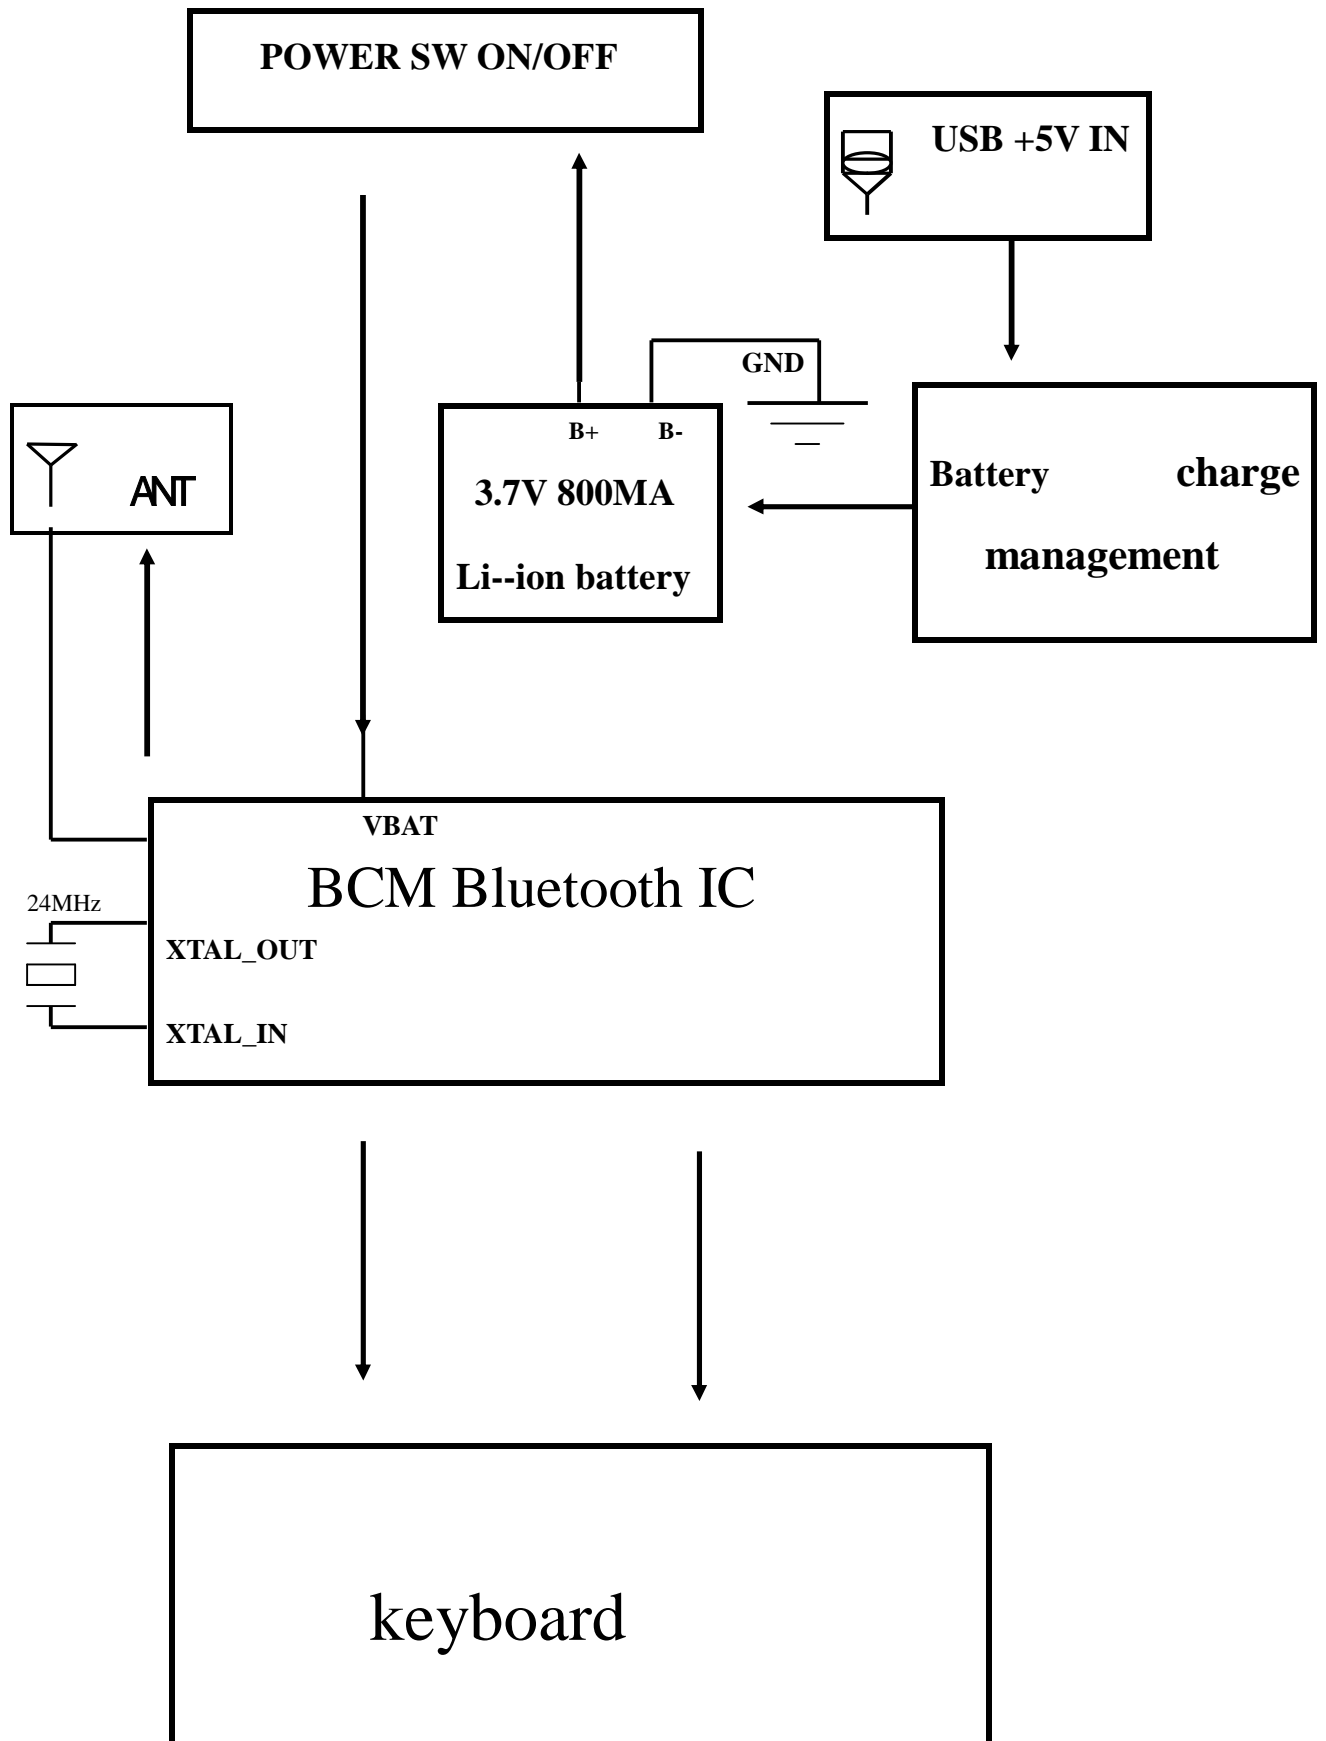 POWER SW ON/OFF
USB +5V IN
GND
B+ B-
3.7V 800MA
Li--ion battery
Battery charge
management
ANT
VBAT
BCM Bluetooth IC
24MHz
XTAL_OUT
XTAL_IN
keyboard